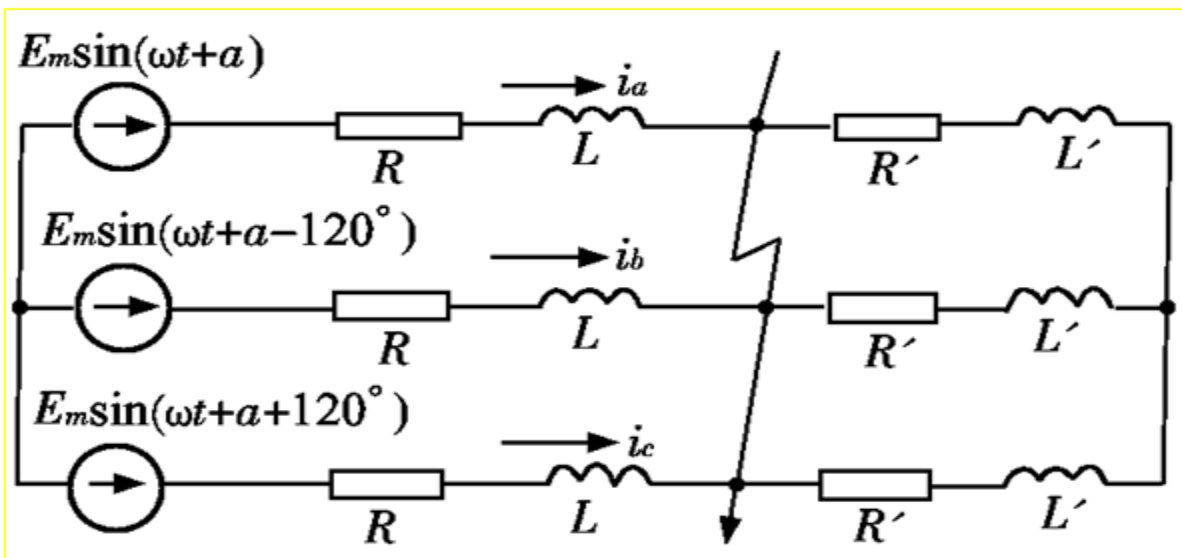 Emsin(ωt+a)
ia
R
L
R′
L′
Emsin(ωt+a−120°)
ib
R
L
R′
L′
Emsin(ωt+a+120°)
ic
R
L
R′
L′